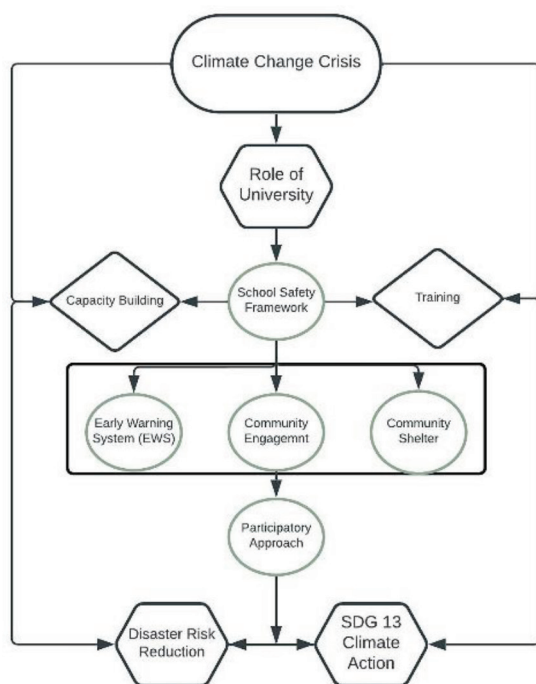 Climate Change Crisis
Role of
University
Capacity Building
School Safety
Framework
Training
Early Warning
System (EWS)
Community
Engagemnt
Community
Shelter
Participatory
Approach
Disaster Risk
Reduction
SDG 13
Climate
Action